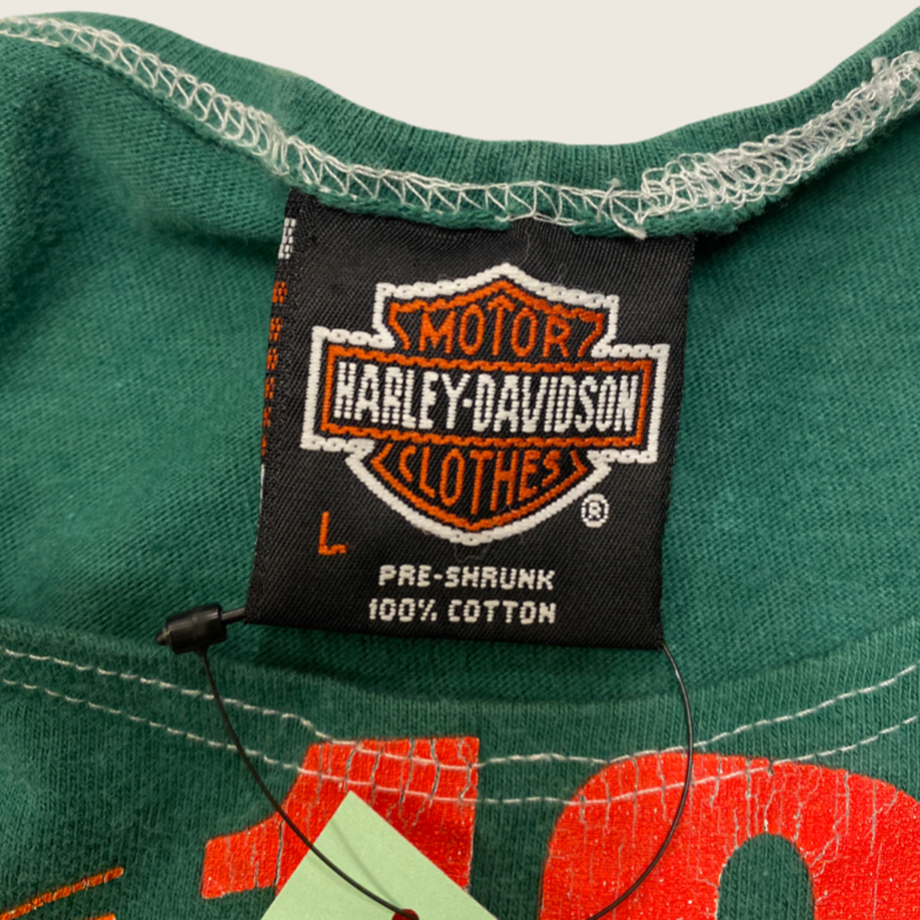 MOTOR
HARLEY-DAVIDSON
CLOTHES
®
L
PRE-SHRUNK
100% COTTON